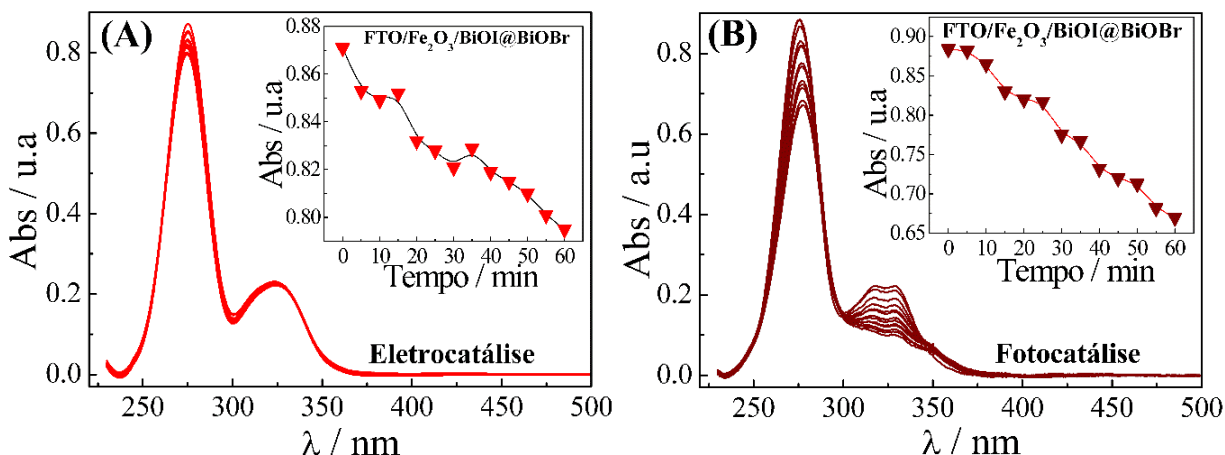 (A)
FTO/Fe₂O₃/BiOI@BiOBr
Abs / u.a
0.86
0.84
0.82
0.80
0 10 20 30 40 50 60
Tempo / min
Abs / u.a
0.8
0.6
0.4
0.2
0.0
Eletrocatálise
250 300 350 400 450 500
λ / nm
(B)
FTO/Fe₂O₃/BiOI@BiOBr
Abs / u.a
0.90
0.85
0.80
0.75
0.70
0.65
0 10 20 30 40 50 60
Tempo / min
Abs / a.u
0.8
0.6
0.4
0.2
0.0
Fotocatálise
250 300 350 400 450 500
λ / nm